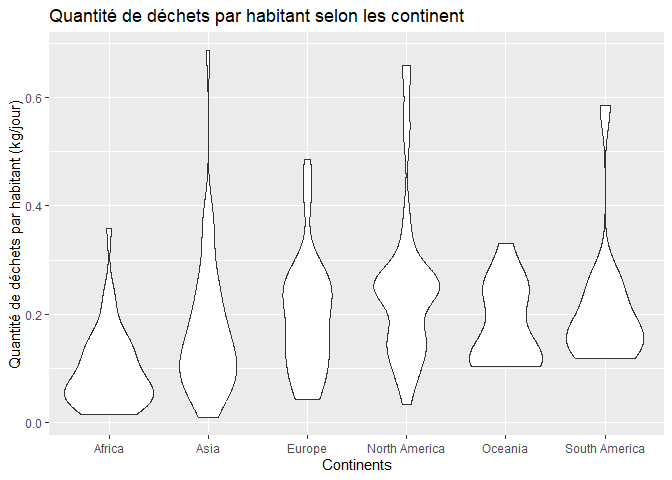 Quantité de déchets par habitant selon les continent
Quantité de déchets par habitant (kg/jour)
0.6
0.4
0.2
0.0
Africa
Asia
Europe
North America
Oceania
South America
Continents